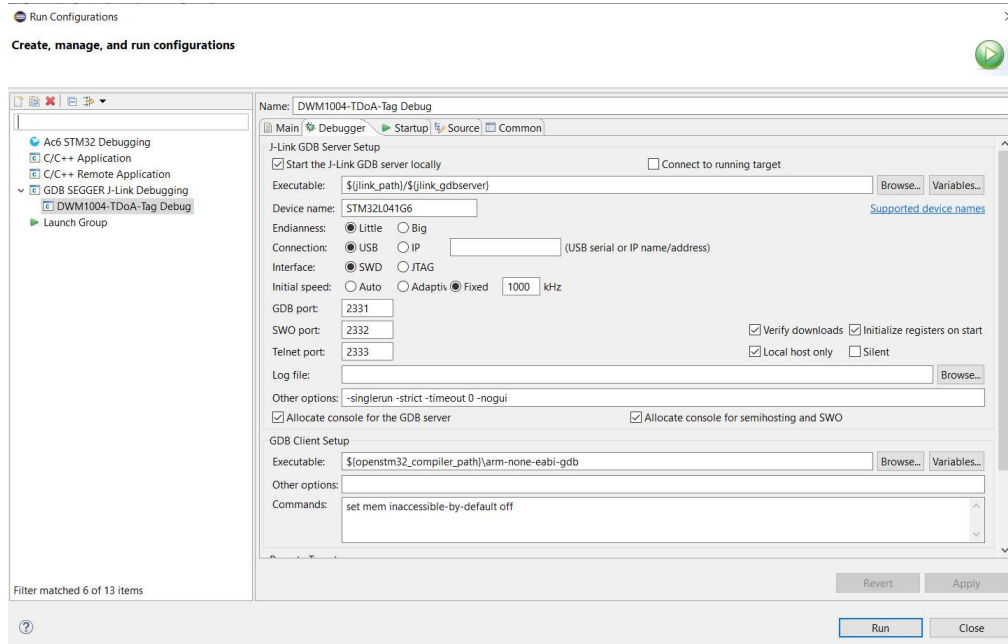 Run Configurations
Create, manage, and run configurations
Name: DWM1004-TDoA-Tag Debug
Main Debugger Startup Source Common
Ac6 STM32 Debugging
C/C++ Application
C/C++ Remote Application
GDB SEGGER J-Link Debugging
DWM1004-TDoA-Tag Debug
Launch Group
J-Link GDB Server Setup
Start the J-Link GDB server locally Connect to running target
Executable: ${jlink_path}/${jlink_gdbserver} Browse... Variables...
Device name: STM32L041G6 Supported device names
Endianness: Little Big
Connection: USB IP (USB serial or IP name/address)
Interface: SWD JTAG
Initial speed: Auto Adaptiv Fixed 1000 kHz
GDB port: 2331
SWO port: 2332 Verify downloads Initialize registers on start
Telnet port: 2333 Local host only Silent
Log file: Browse...
Other options: -singlerun -strict -timeout 0 -nogui
Allocate console for the GDB server Allocate console for semihosting and SWO
GDB Client Setup
Executable: ${openstm32_compiler_path}\arm-none-eabi-gdb Browse... Variables...
Other options:
Commands: set mem inaccessible-by-default off
Revert Apply
Filter matched 6 of 13 items
Run Close